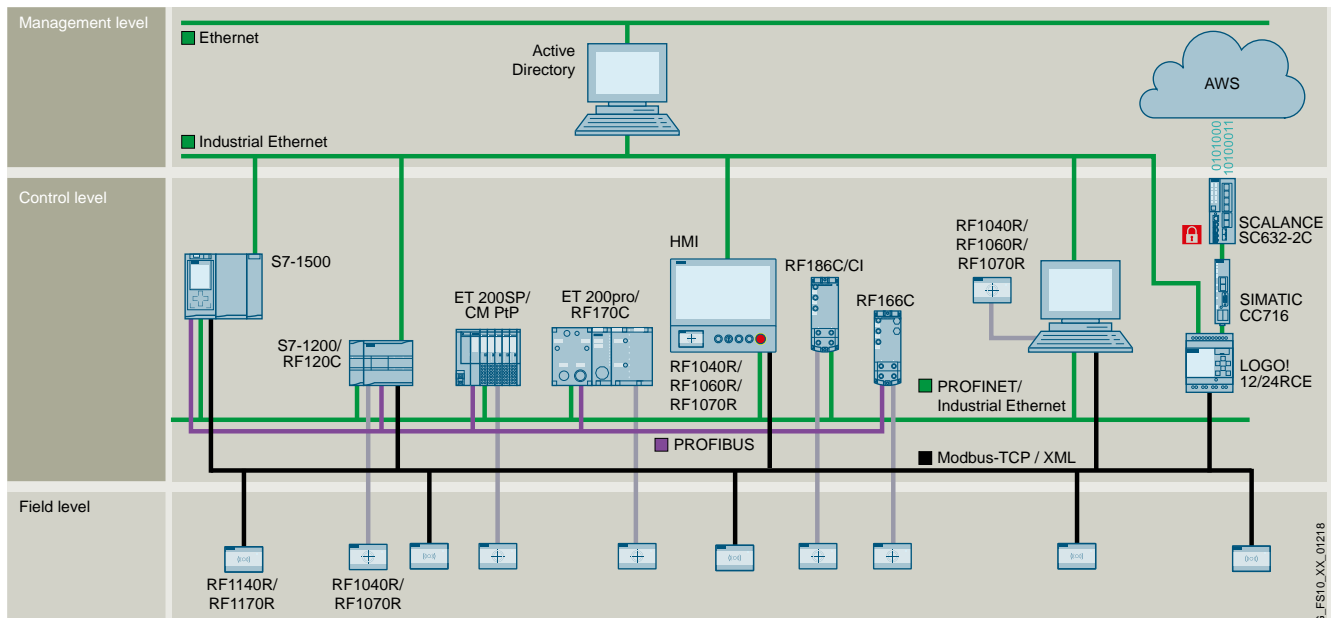 Management level
Ethernet
Active
Directory
AWS
Industrial Ethernet
0101000
10100011
Control level
S7-1500
S7-1200/
RF120C
ET 200SP/
CM PtP
ET 200pro/
RF170C
HMI
RF1040R/
RF1060R/
RF1070R
RF186C/CI
RF166C
RF1040R/
RF1060R/
RF1070R
SCALANCE
SC632-2C
SIMATIC
CC716
LOGO!
12/24RCE
PROFINET/
Industrial Ethernet
PROFIBUS
Modbus-TCP / XML
Field level
RF1140R/
RF1170R
RF1040R/
RF1070R
_FS10_XX_01218